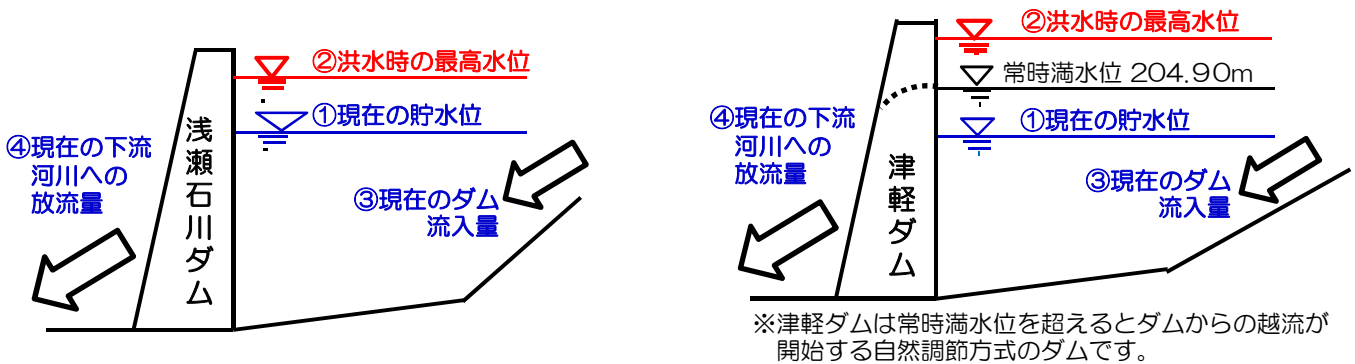 ②洪水時の最高水位
①現在の貯水位
④現在の下流
河川への
放流量
浅瀬石川ダム
③現在のダム
流入量
②洪水時の最高水位
常時満水位 204.90m
①現在の貯水位
④現在の下流
河川への
放流量
津軽ダム
③現在のダム
流入量
※津軽ダムは常時満水位を超えるとダムからの越流が
開始する自然調節方式のダムです。